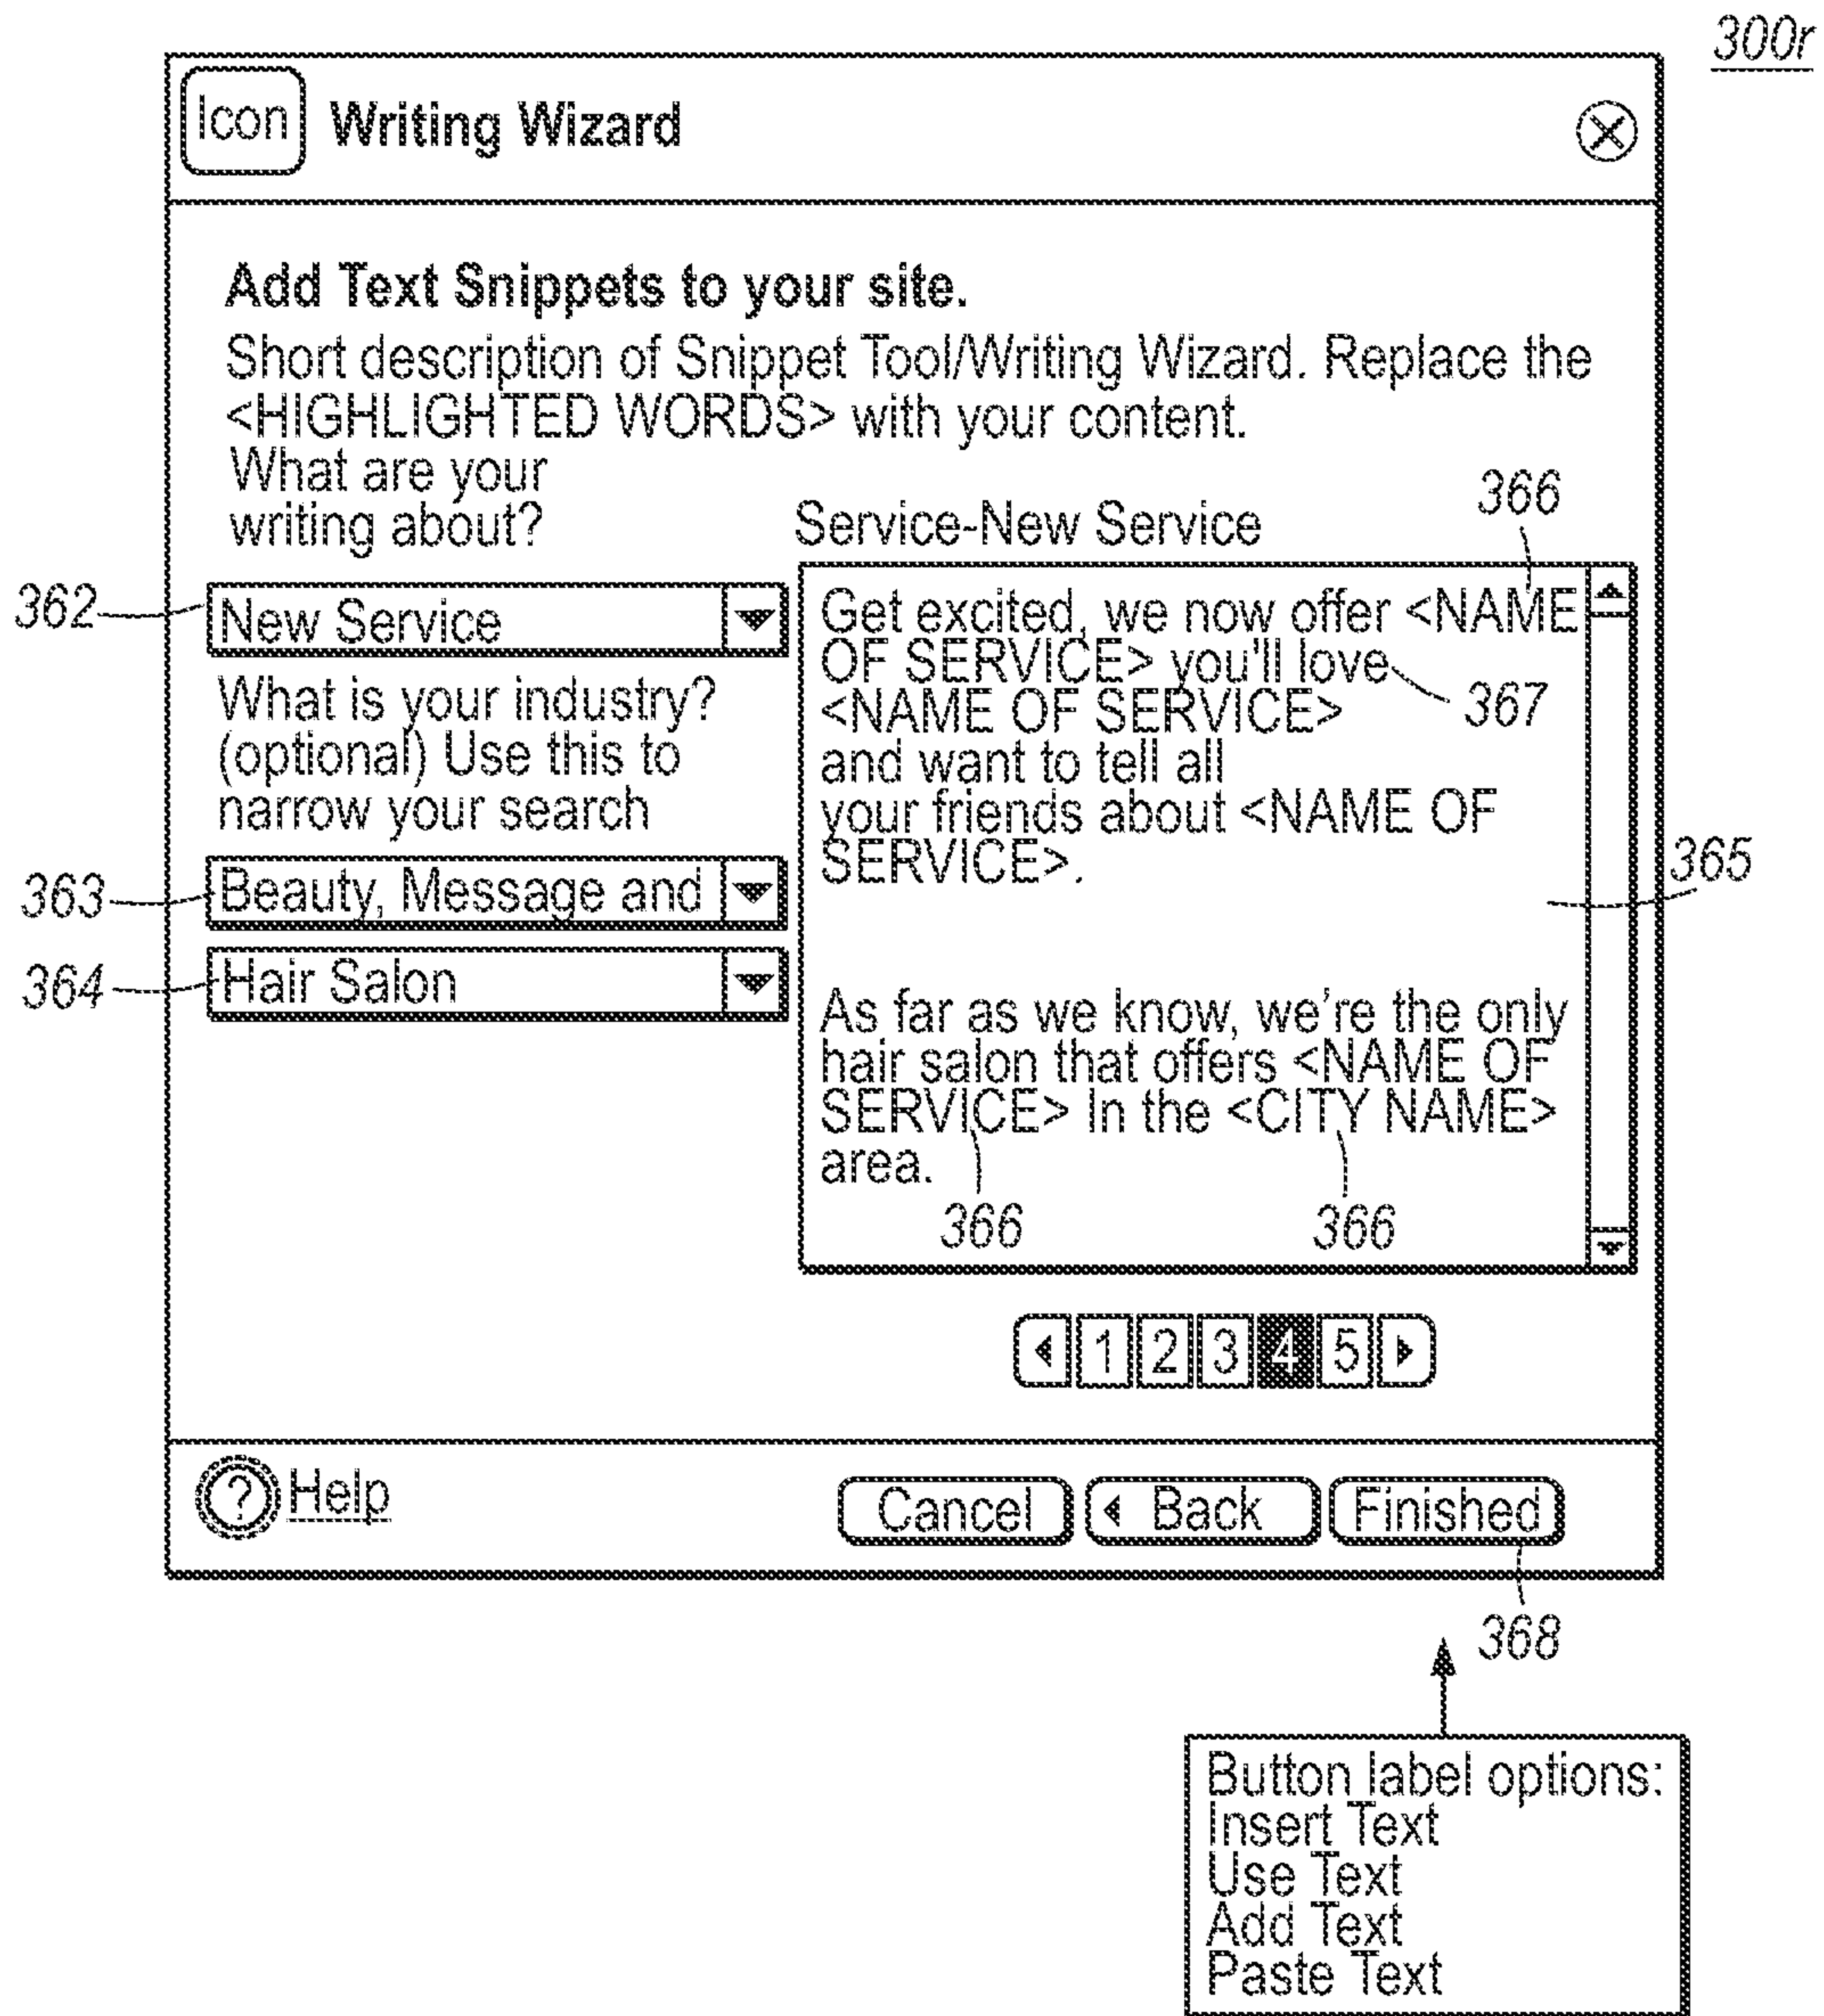 300r
Icon Writing Wizard
Add Text Snippets to your site.
Short description of Snippet Tool/Writing Wizard. Replace the
<HIGHLIGHTED WORDS> with your content.
What are your
writing about?
Service-New Service
366
362
New Service
What is your industry?
(optional) Use this to
narrow your search
363
Beauty, Message and
364
Hair Salon
Get excited, we now offer <NAME
OF SERVICE> you'll love
367
<NAME OF SERVICE>
and want to tell all
your friends about <NAME OF
SERVICE>.
365
As far as we know, we're the only
hair salon that offers <NAME OF
SERVICE> In the <CITY NAME>
area.
366 366
1 2 3 4 5
? Help
Cancel Back Finished
368
Button label options:
Insert Text
Use Text
Add Text
Paste Text